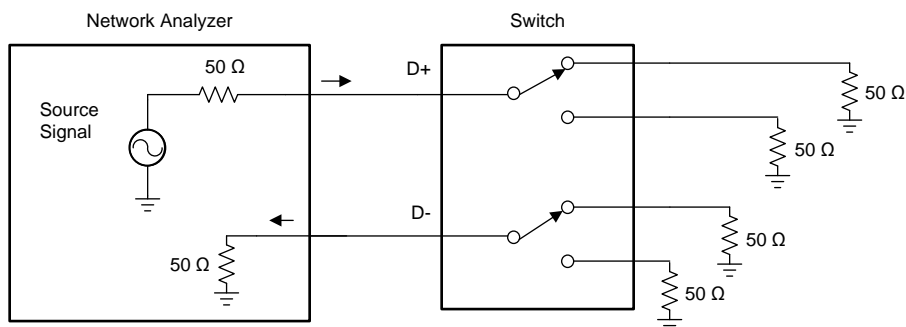 Network Analyzer
Switch
50 Ω
D+
50 Ω
Source
Signal
50 Ω
D-
50 Ω
50 Ω
50 Ω